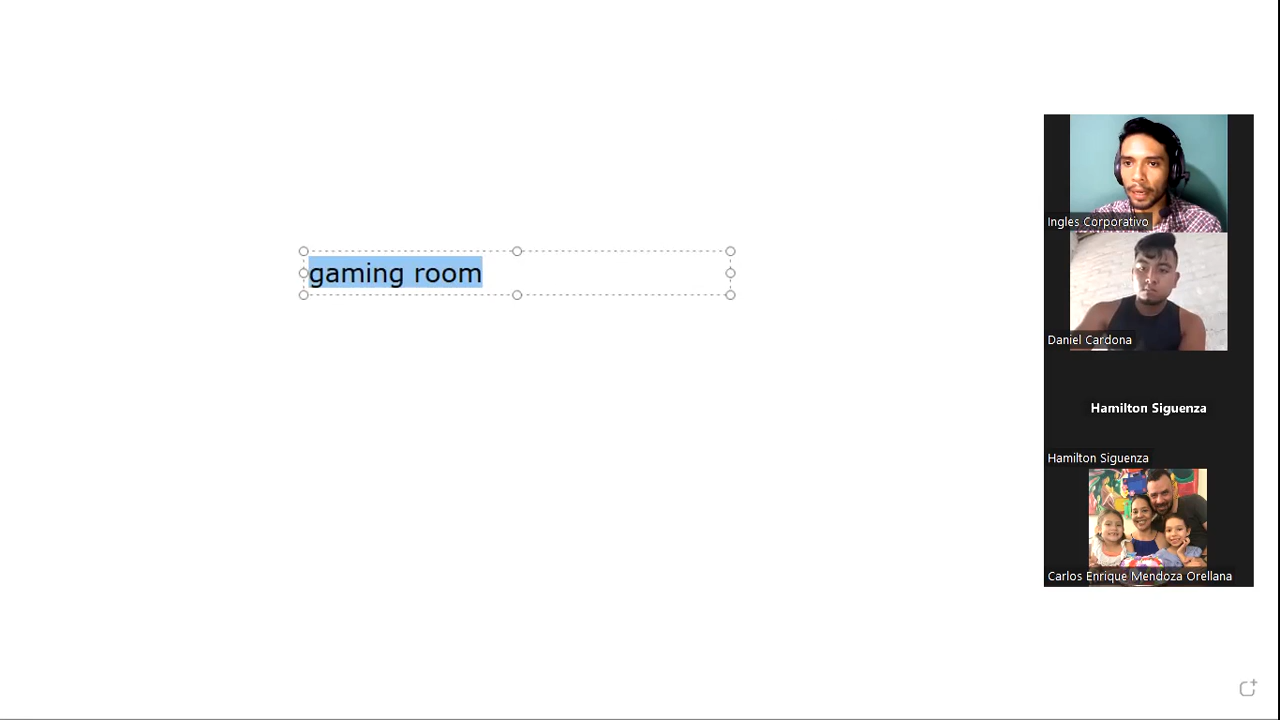 gaming room
Ingles Corporativo
Daniel Cardona
Hamilton Siguenza
Hamilton Siguenza
Carlos Enrique Mendoza Orellana